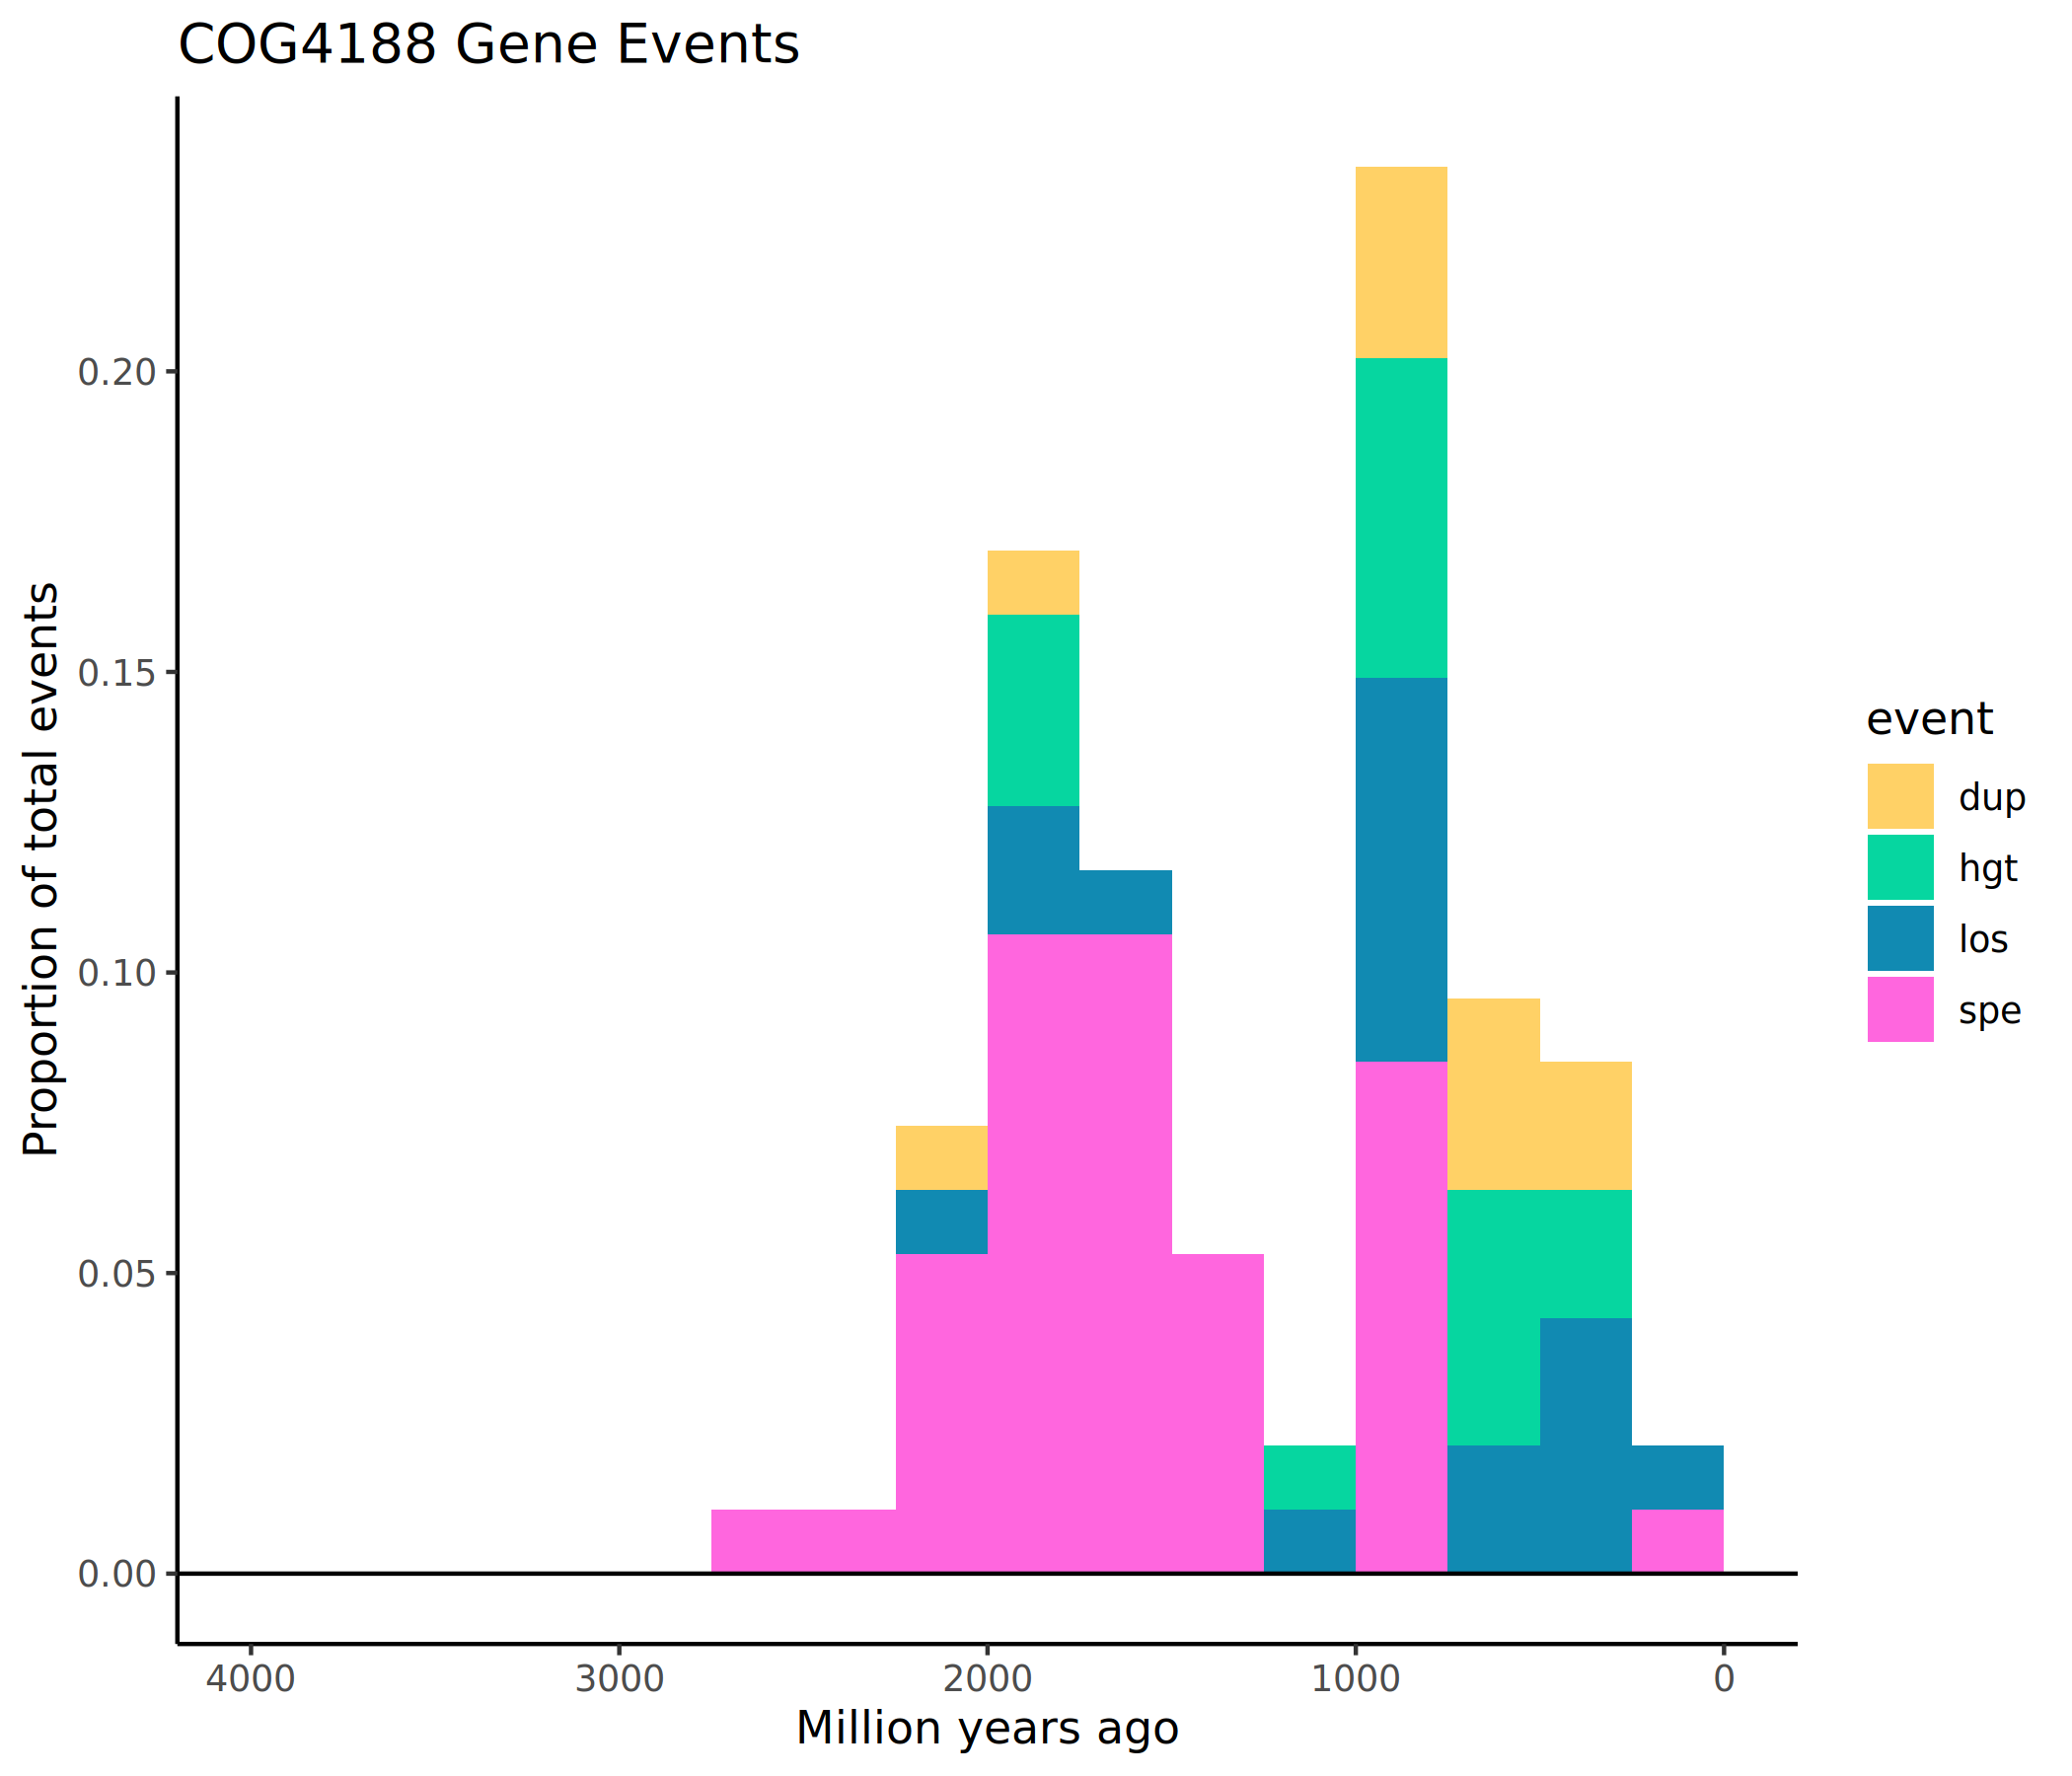 COG4188 Gene Events
Proportion of total events
0.20
0.15
0.10
0.05
0.00
4000 3000 2000 1000 0
Million years ago
event
dup
hgt
los
spe